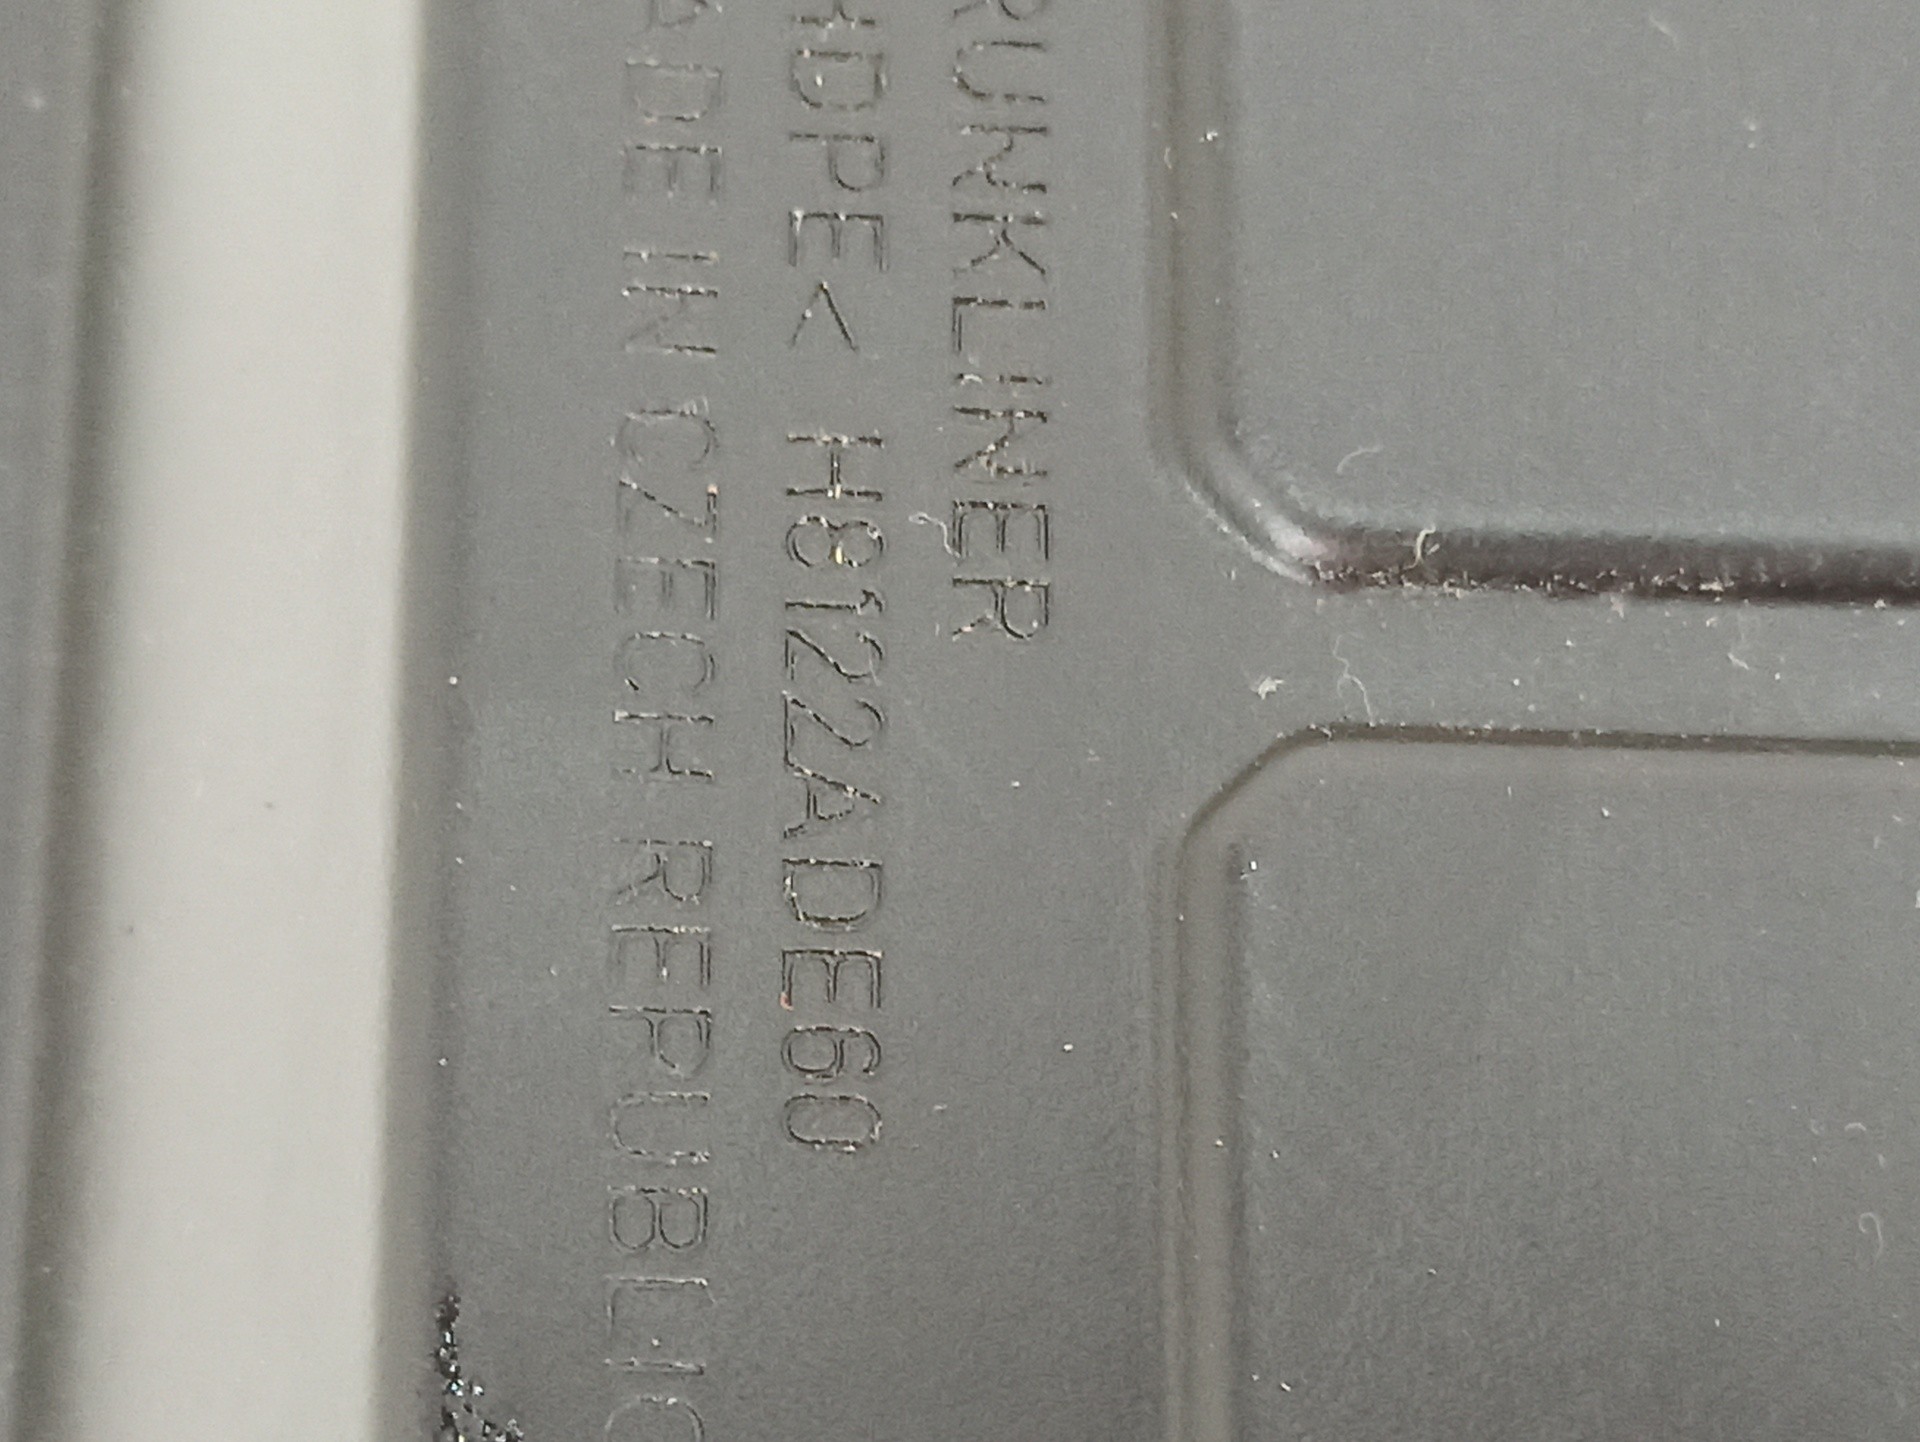 RUNKLINER
HDPE< H8122ADE60
ADE IN CZECH REPUBLIC